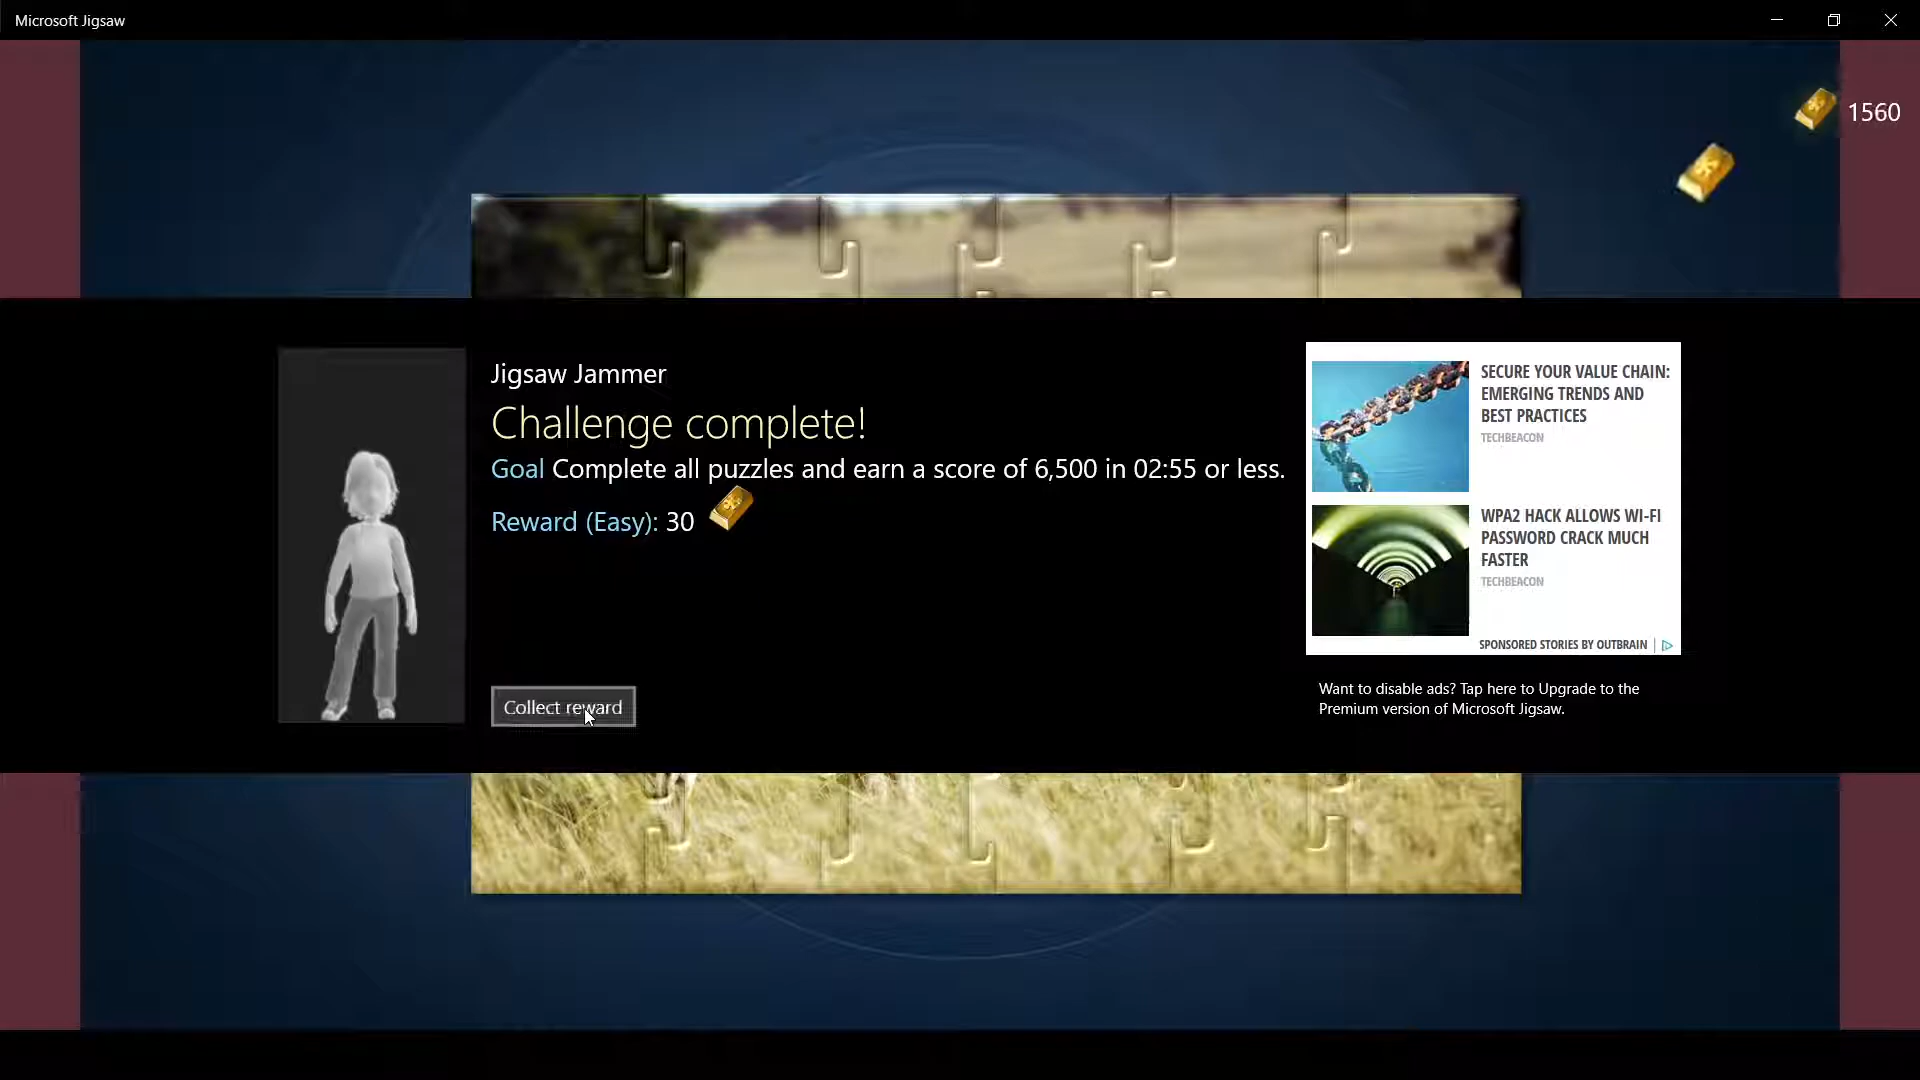 Microsoft Jigsaw
1560
Jigsaw Jammer
Challenge complete!
Goal Complete all puzzles and earn a score of 6,500 in 02:55 or less.
Reward (Easy): 30
Collect reward
SECURE YOUR VALUE CHAIN:
EMERGING TRENDS AND
BEST PRACTICES
TECHBEACON
WPA2 HACK ALLOWS WI-FI
PASSWORD CRACK MUCH
FASTER
TECHBEACON
SPONSORED STORIES BY OUTBRAIN
Want to disable ads? Tap here to Upgrade to the
Premium version of Microsoft Jigsaw.